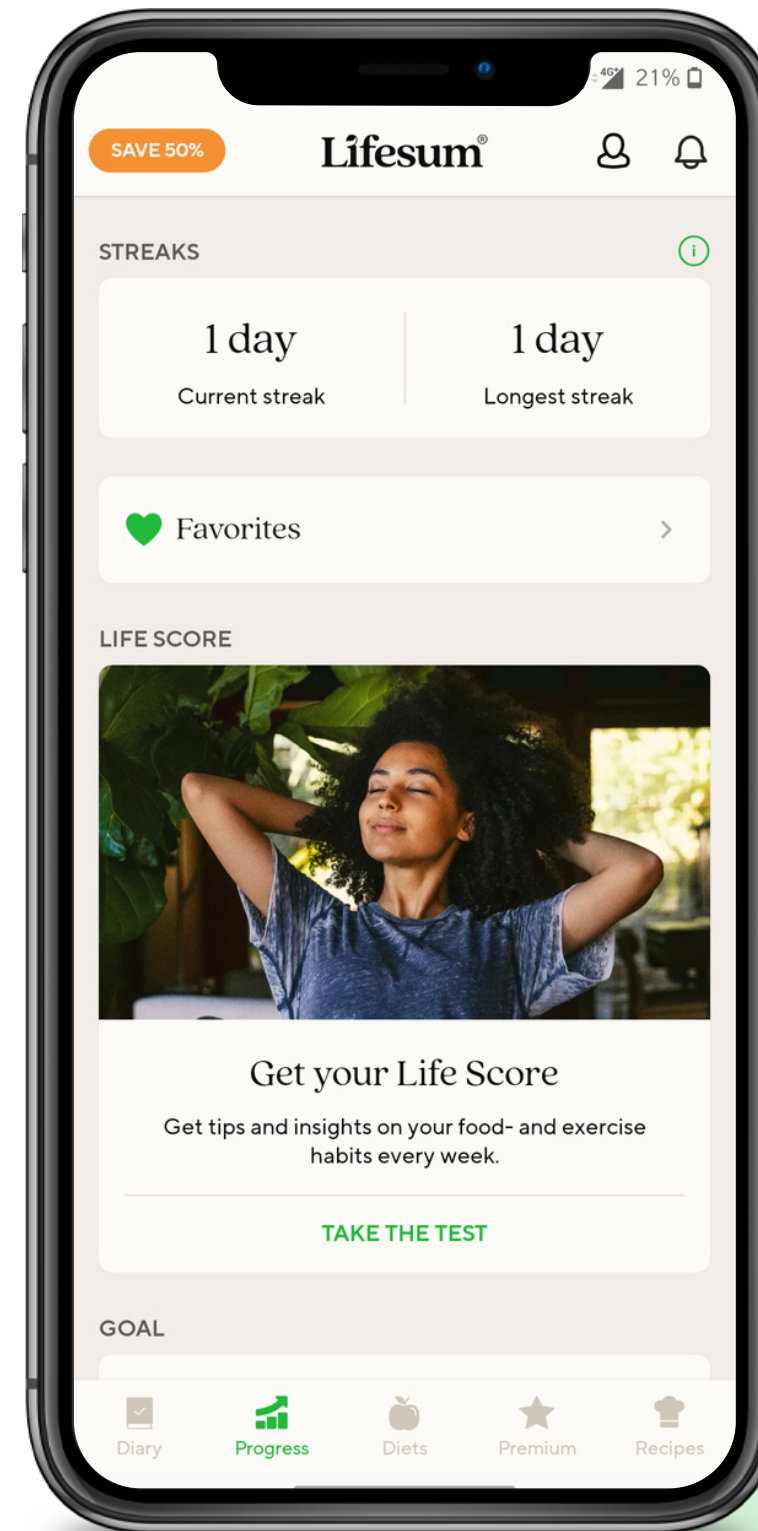 4G+ 21%
SAVE 50% Lifesum®
STREAKS
1 day 1 day
Current streak Longest streak
Favorites
LIFE SCORE
Get your Life Score
Get tips and insights on your food- and exercise
habits every week.
TAKE THE TEST
GOAL
Diary Progress Diets Premium Recipes